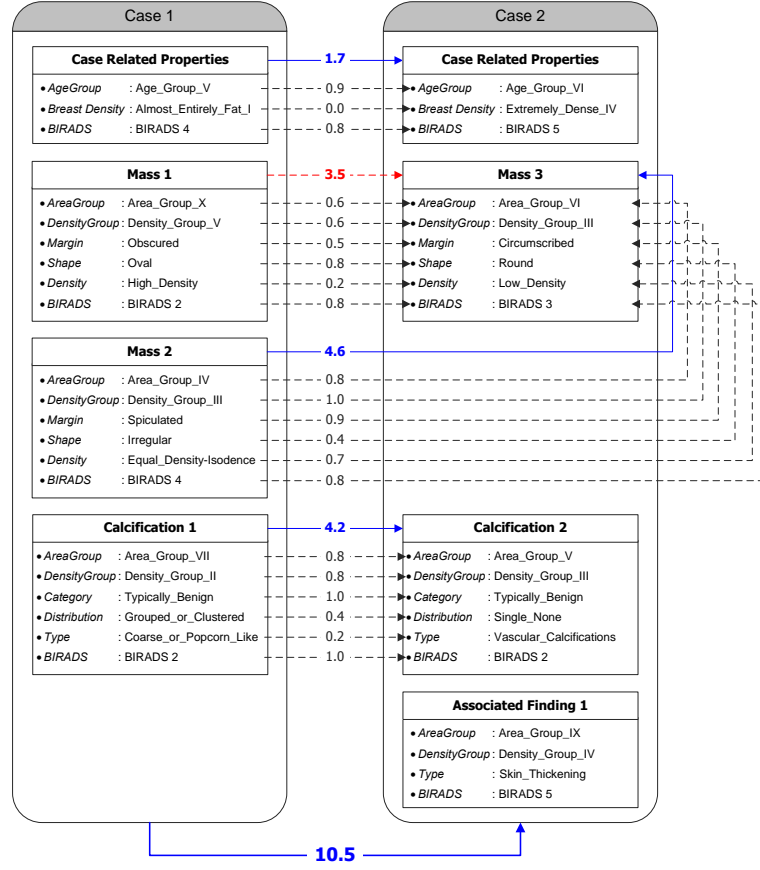 Case 1
Case 2
Case Related Properties 1.7 Case Related Properties
• AgeGroup : Age_Group_V 0.9 • AgeGroup : Age_Group_VI
• Breast Density : Almost_Entirely_Fat_I 0.0 • Breast Density : Extremely_Dense_IV
• BIRADS : BIRADS 4 0.8 • BIRADS : BIRADS 5
Mass 1 3.5 Mass 3
• AreaGroup : Area_Group_X 0.6 • AreaGroup : Area_Group_VI
• DensityGroup : Density_Group_V 0.6 • DensityGroup : Density_Group_III
• Margin : Obscured 0.5 • Margin : Circumscribed
• Shape : Oval 0.8 • Shape : Round
• Density : High_Density 0.2 • Density : Low_Density
• BIRADS : BIRADS 2 0.8 • BIRADS : BIRADS 3
Mass 2 4.6
• AreaGroup : Area_Group_IV 0.8
• DensityGroup : Density_Group_III 1.0
• Margin : Spiculated 0.9
• Shape : Irregular 0.4
• Density : Equal_Density-Isodence 0.7
• BIRADS : BIRADS 4 0.8
Calcification 1 4.2 Calcification 2
• AreaGroup : Area_Group_VII 0.8 • AreaGroup : Area_Group_V
• DensityGroup : Density_Group_II 0.8 • DensityGroup : Density_Group_III
• Category : Typically_Benign 1.0 • Category : Typically_Benign
• Distribution : Grouped_or_Clustered 0.4 • Distribution : Single_None
• Type : Coarse_or_Popcorn_Like 0.2 • Type : Vascular_Calcifications
• BIRADS : BIRADS 2 1.0 • BIRADS : BIRADS 2
Associated Finding 1
• AreaGroup : Area_Group_IX
• DensityGroup : Density_Group_IV
• Type : Skin_Thickening
• BIRADS : BIRADS 5
10.5